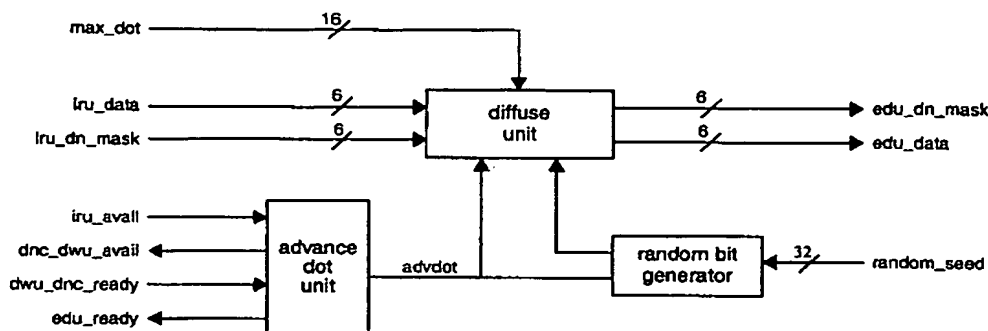 max_dot
16
iru_data
6
iru_dn_mask
6
diffuse
unit
6
edu_dn_mask
6
edu_data
iru_avail
dnc_dwu_avail
dwu_dnc_ready
edu_ready
advance
dot
unit
advdot
random bit
generator
32
random_seed